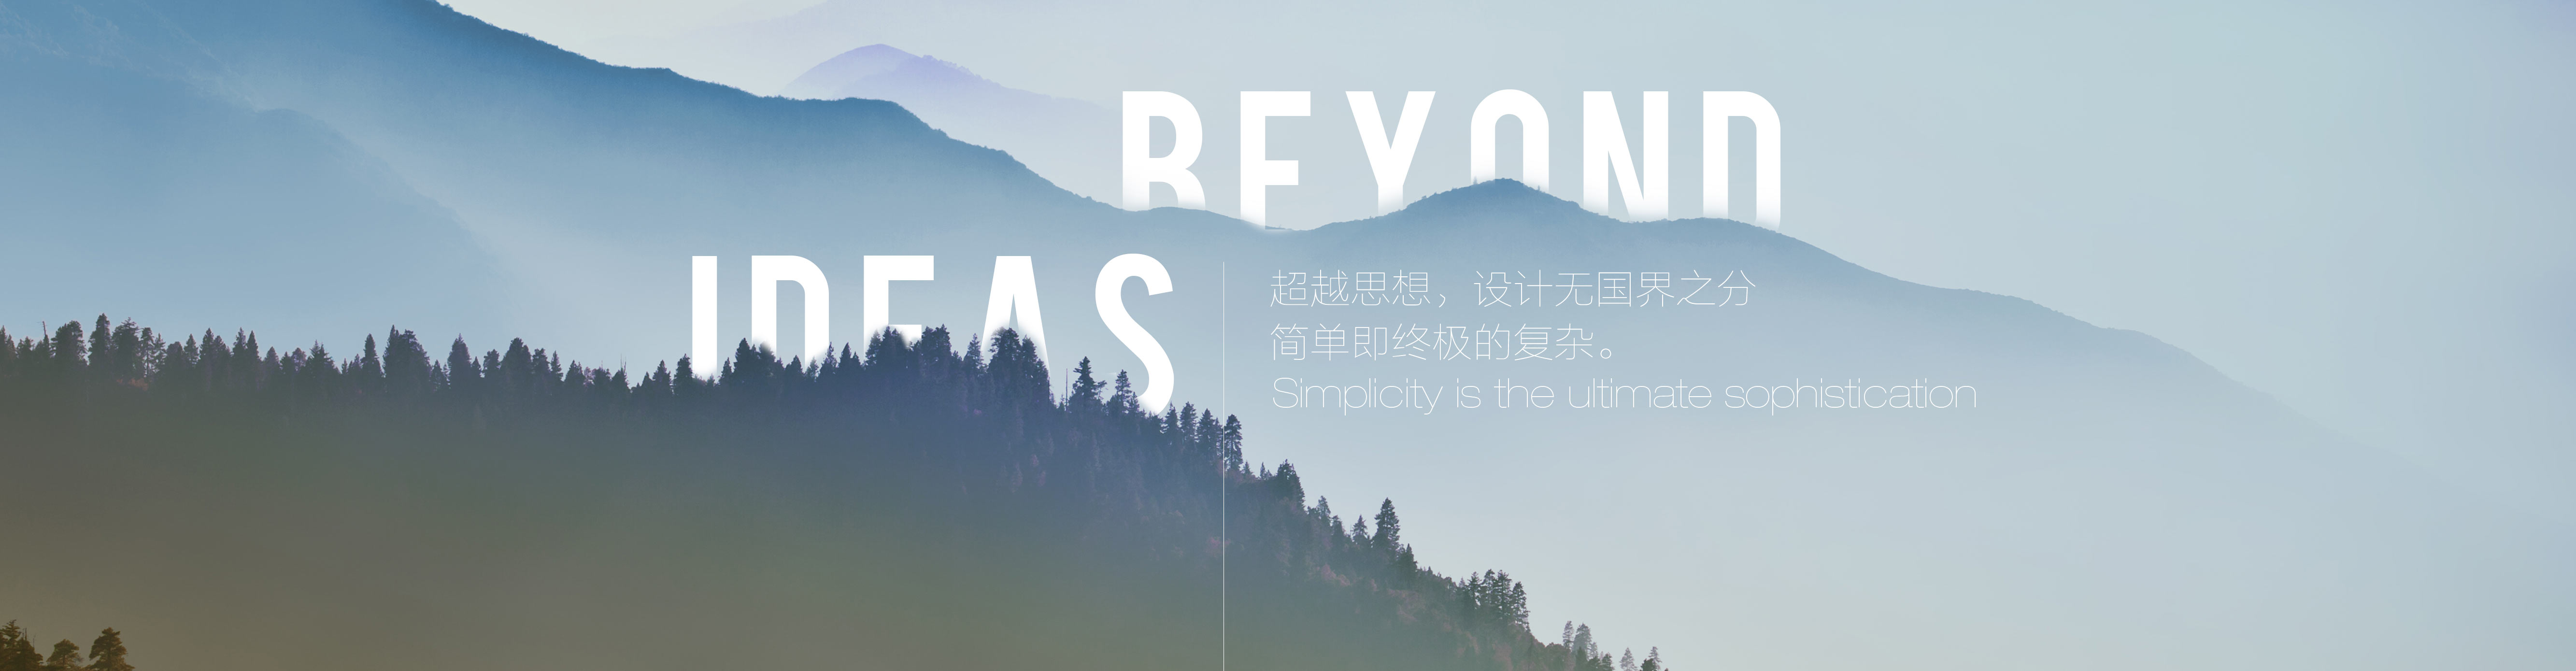 BEYOND
IDEAS
超越思想，设计无国界之分
简单即终极的复杂。
Simplicity is the ultimate sophistication